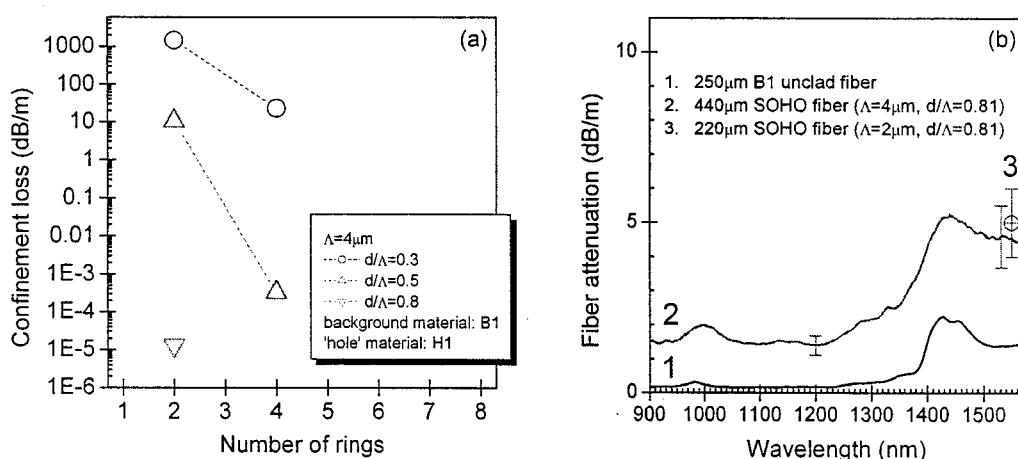 (a)
Confinement loss (dB/m)
1000
100
10
1
0.1
0.01
1E-3
1E-4
1E-5
1E-6
Λ=4μm
d/Λ=0.3
d/Λ=0.5
d/Λ=0.8
background material: B1
'hole' material: H1
1 2 3 4 5 6 7 8
Number of rings
(b)
Fiber attenuation (dB/m)
10
5
0
1. 250μm B1 unclad fiber
2. 440μm SOHO fiber (Λ=4μm, d/Λ=0.81)
3. 220μm SOHO fiber (Λ=2μm, d/Λ=0.81)
3
2
1
900 1000 1100 1200 1300 1400 1500
Wavelength (nm)